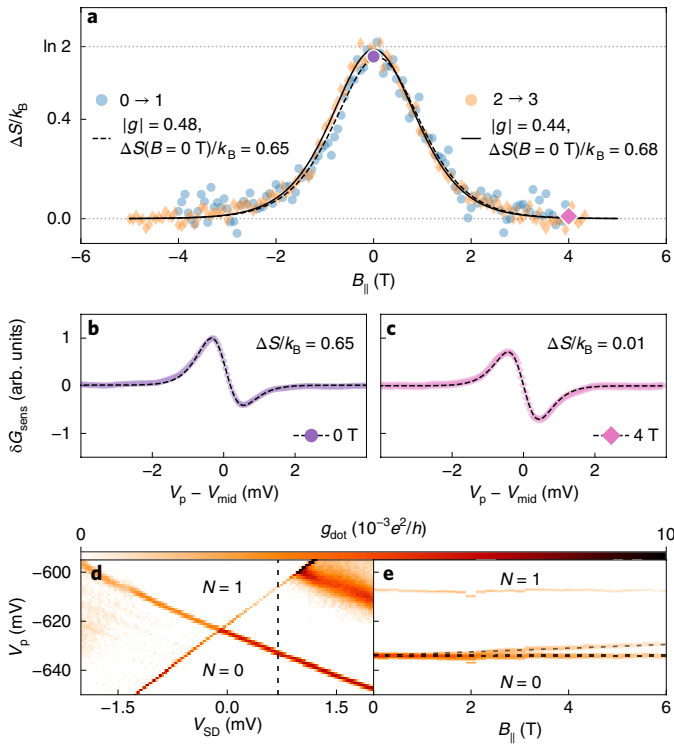 a
ln 2
0.4
0.0
ΔS/k_B
0 → 1
|g| = 0.48,
ΔS(B = 0 T)/k_B = 0.65
2 → 3
|g| = 0.44,
ΔS(B = 0 T)/k_B = 0.68
−6 −4 −2 0 2 4 6
B_|| (T)
b
ΔS/k_B = 0.65
1
0
−1
δG_sens (arb. units)
0 T
−2 0 2
V_p − V_mid (mV)
c
ΔS/k_B = 0.01
4 T
−2 0 2
V_p − V_mid (mV)
g_dot (10⁻³e²/h)
0 10
d
N = 1
N = 0
−600
−620
−640
V_p (mV)
−1.5 0.0 1.5
V_SD (mV)
e
N = 1
N = 0
0 2 4 6
B_|| (T)